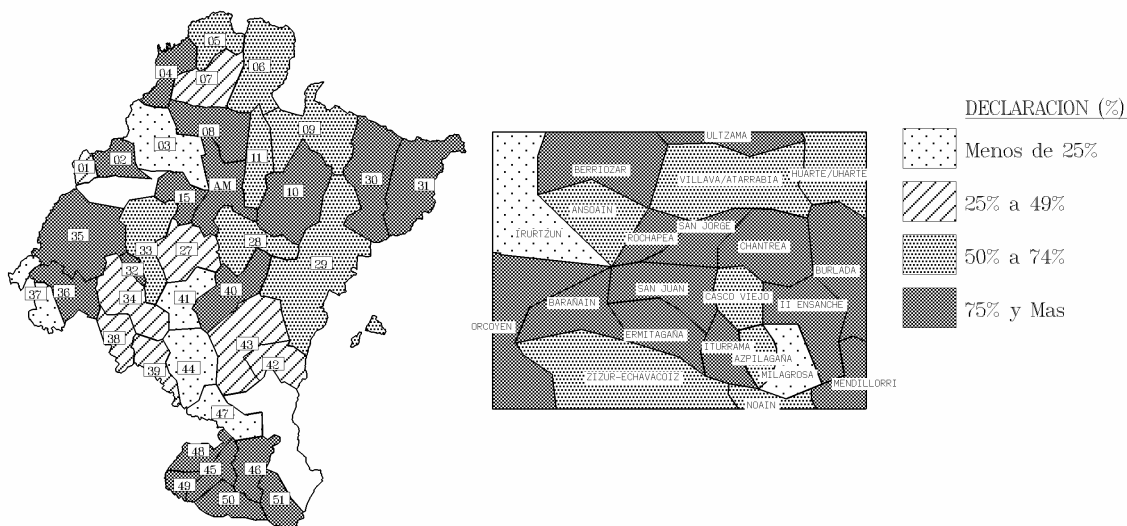 05
06
04
07
08
09
03
02
11
01
30
10
31
AM
15
35
33
28
27
29
32
36
37
40
34
41
38
43
42
39
44
47
48
45
46
49
50
51
ULTZAMA
BERRIOZAR
HUARTE/UHARTE
VILLAVA/ATARRABIA
ANSOAIN
SAN JORGE
IRURTZUN
ROCHAPEA
CHANTREA
BURLADA
SAN JUAN
CASCO VIEJO
BARAÑAIN
II ENSANCHE
ORCOYEN
ERMITAGAÑA
ITURRAMA
AZPILAGAÑA
ZIZUR-ECHAVACOIZ
MILAGROSA
MENDILLORRI
NOAIN
DECLARACION (%)
Menos de 25%
25% a 49%
50% a 74%
75% y Mas